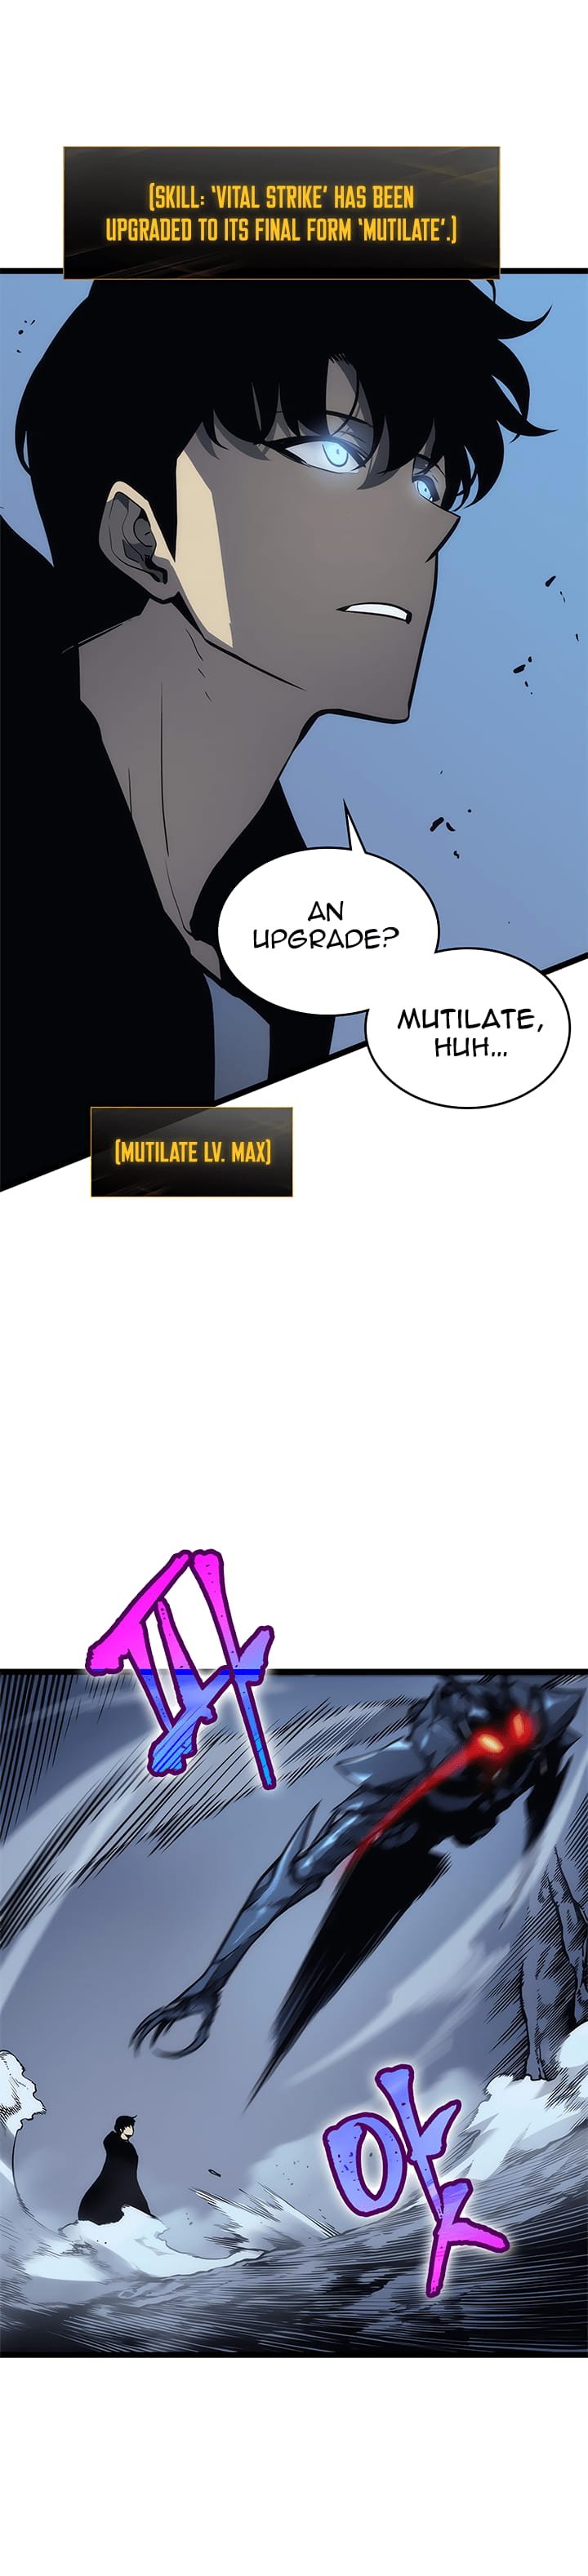 (SKILL: ‘VITAL STRIKE’ HAS BEEN
UPGRADED TO ITS FINAL FORM ‘MUTILATE’.)
AN
UPGRADE?
MUTILATE,
HUH...
(MUTILATE LV. MAX)
파
앗